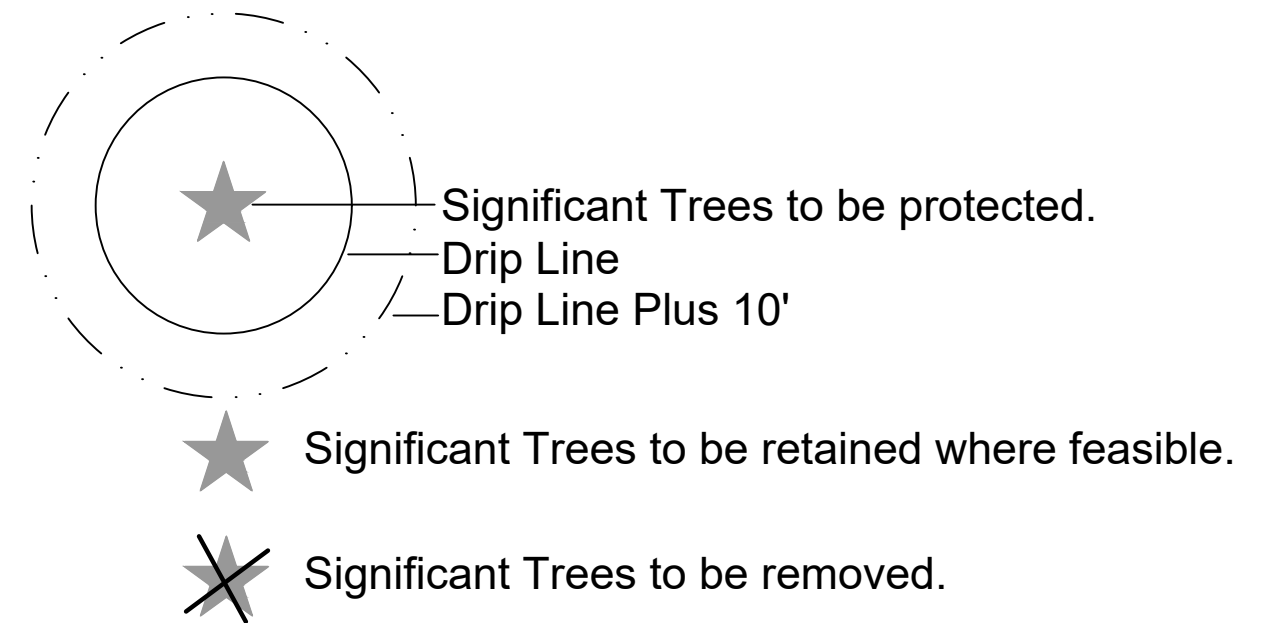 Significant Trees to be protected.
Drip Line
Drip Line Plus 10'
Significant Trees to be retained where feasible.
Significant Trees to be removed.